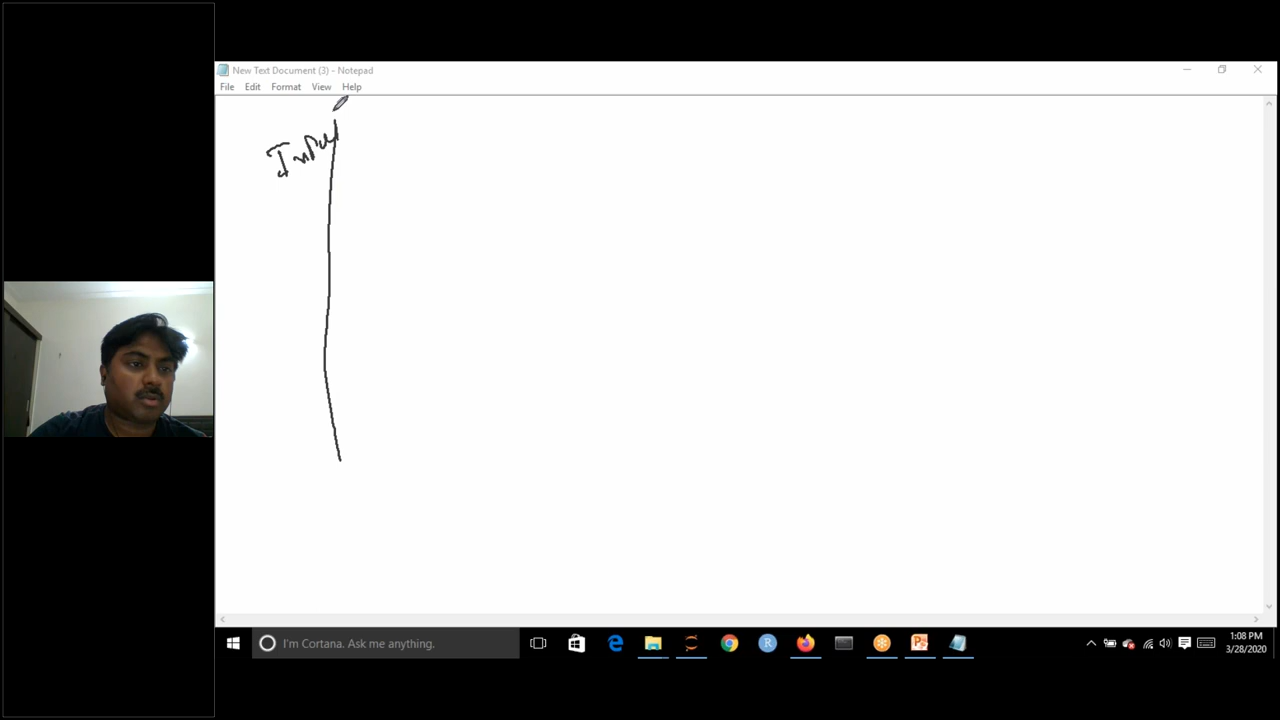 New Text Document (3) - Notepad
File Edit Format View Help
I'm Cortana. Ask me anything.
1:08 PM
3/28/2020